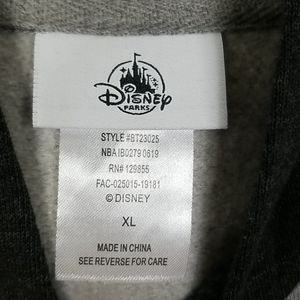 Disney
PARKS
STYLE #BT23025
NBA IB0279 0619
RN# 129855
FAC-025015-19181
© DISNEY
XL
MADE IN CHINA
SEE REVERSE FOR CARE